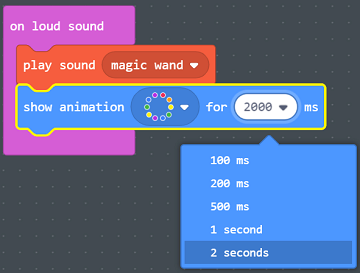 on loud sound
play sound magic wand
show animation for 2000 ms
100 ms
200 ms
500 ms
1 second
2 seconds